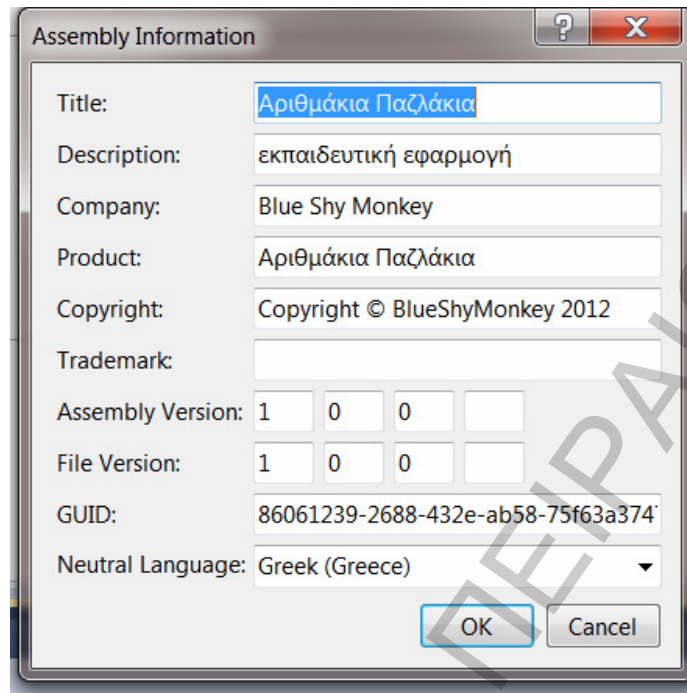 Assembly Information
Title: Αριθμάκια Παζλάκια
Description: εκπαιδευτική εφαρμογή
Company: Blue Shy Monkey
Product: Αριθμάκια Παζλάκια
Copyright: Copyright © BlueShyMonkey 2012
Trademark:
Assembly Version: 1 0 0
File Version: 1 0 0
GUID: 86061239-2688-432e-ab58-75f63a374
Neutral Language: Greek (Greece)
OK Cancel
ΠΕΙΡΑΙ